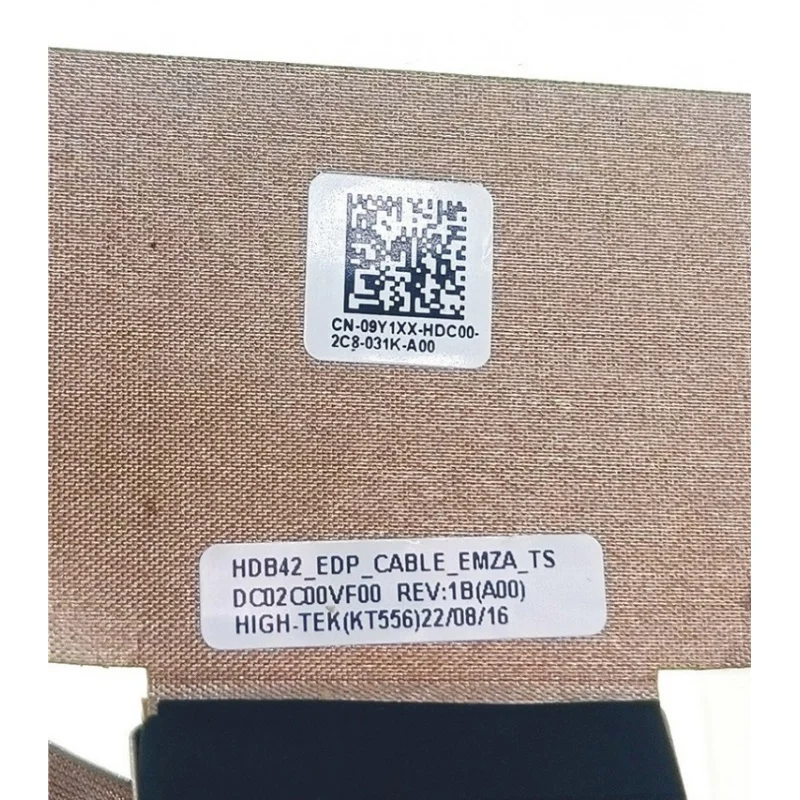 CN-09Y1XX-HDC00-
2C8-031K-A00
HDB42_EDP_CABLE_EMZA_TS
DC02C00VF00 REV:1B(A00)
HIGH-TEK(KT556)22/08/16